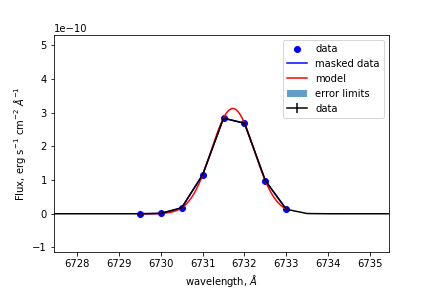 1e−10
5
4
3
2
1
0
−1
Flux, erg s⁻¹ cm⁻² Å⁻¹
data
masked data
model
error limits
data
6728 6729 6730 6731 6732 6733 6734 6735
wavelength, Å